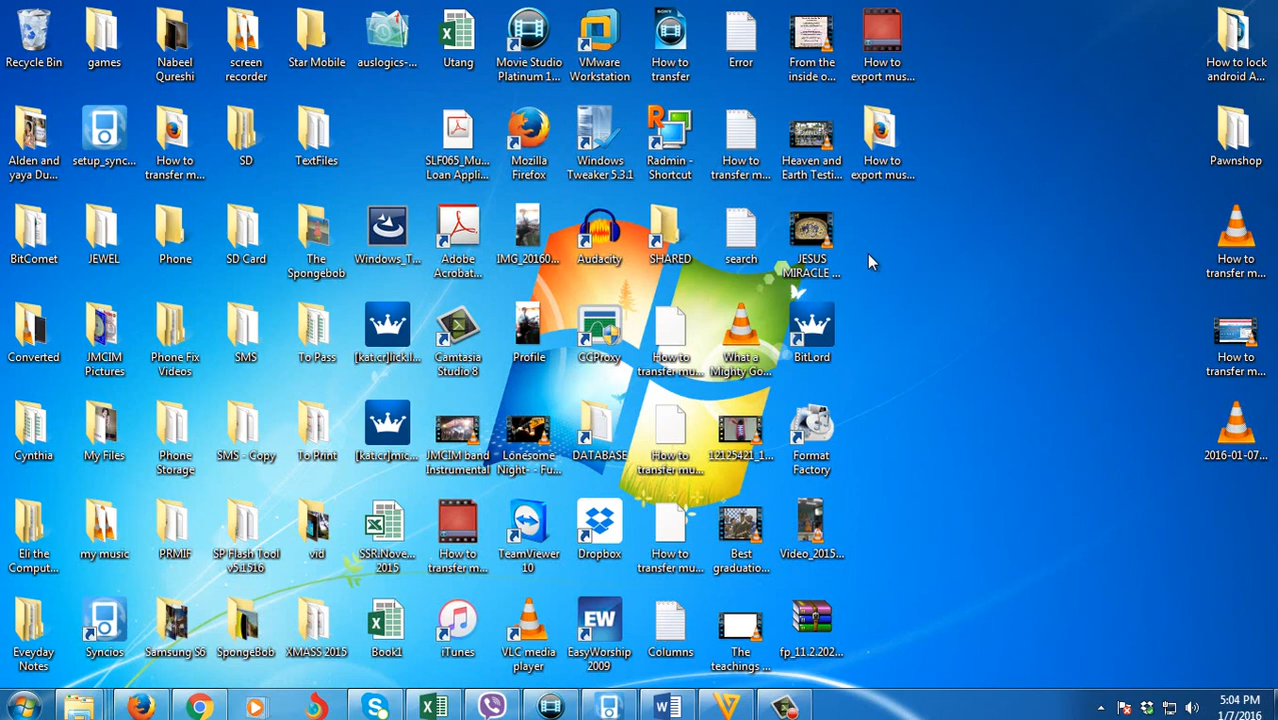 Recycle Bin
games
Nabeel
Qureshi
screen
recorder
Star Mobile
auslogics-...
Utang
Movie Studio
Platinum 1...
VMware
Workstation
How to
transfer
Error
From the
inside o...
How to
export mus...
How to lock
android A...
Alden and
yaya Du...
setup_sync...
How to
transfer m...
SD
TextFiles
SLF065_Mu...
Loan Appli...
Mozilla
Firefox
Windows
Tweaker 5.3.1
Radmin -
Shortcut
How to
transfer m...
Heaven and
Earth Testi...
How to
export mus...
Pawnshop
BitComet
JEWEL
Phone
SD Card
The
Spongebob
Windows_T...
Adobe
Acrobat...
IMG_20160...
Audacity
SHARED
search
JESUS
MIRACLE ...
How to
transfer m...
Converted
JMCIM
Pictures
Phone Fix
Videos
SMS
To Pass
[kat.cr]lick.l...
Camtasia
Studio 8
Profile
CCProxy
How to
transfer mu...
What a
Mighty Go...
BitLord
How to
transfer m...
Cynthia
My Files
Phone
Storage
SMS - Copy
To Print
[kat.cr]mic...
JMCIM band
Instrumental
Lonesome
Night- - Fu...
DATABASE
How to
transfer mu...
12125421_1...
Format
Factory
2016-01-07...
Eli the
Comput...
my music
PRMIF
SP Flash Tool
v5.1516
vid
SSRINove...
2015
How to
transfer m...
TeamViewer
10
Dropbox
How to
transfer mu...
Best
graduatio...
Video_2015...
Eveyday
Notes
Syncios
Samsung S6
SpongeBob
XMASS 2015
Book1
iTunes
VLC media
player
EW
EasyWorship
2009
Columns
The
teachings ...
fp_11.2.202...
5:04 PM
1/7/2016